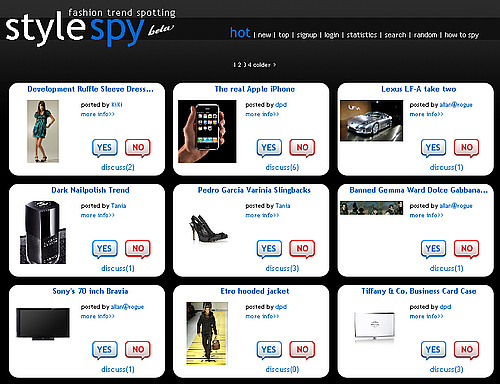 fashion trend spotting
stylespy beta
hot | new | top | signup | login | statistics | search | random | how to spy
1 2 3 4 older >
Development Ruffle Sleeve Dress...
posted by KiKi
more info>>
YES NO
discuss(2)
The real Apple iPhone
posted by dpd
more info>>
YES NO
discuss(6)
Lexus LF-A take two
posted by allan@rogue
more info>>
YES NO
discuss(1)
Dark Nailpolish Trend
posted by Tania
more info>>
YES NO
discuss(1)
Pedro Garcia Varinia Slingbacks
posted by Tania
more info>>
YES NO
discuss(3)
Banned Gemma Ward Dolce Gabbana...
posted by allan@rogue
more info>>
YES NO
discuss(1)
Sony's 70 inch Bravia
posted by allan@rogue
more info>>
YES NO
discuss(1)
Etro hooded jacket
posted by dpd
more info>>
YES NO
discuss(0)
Tiffany & Co. Business Card Case
posted by dpd
more info>>
YES NO
discuss(3)